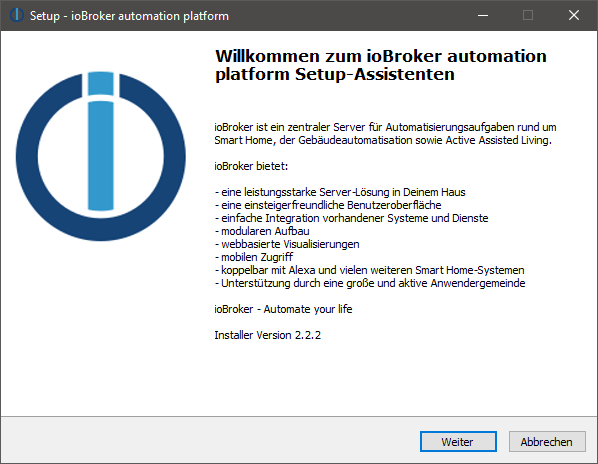 Setup - ioBroker automation platform
Willkommen zum ioBroker automation
platform Setup-Assistenten
ioBroker ist ein zentraler Server für Automatisierungsaufgaben rund um
Smart Home, der Gebäudeautomatisation sowie Active Assisted Living.
ioBroker bietet:
- eine leistungsstarke Server-Lösung in Deinem Haus
- eine einsteigerfreundliche Benutzeroberfläche
- einfache Integration vorhandener Systeme und Dienste
- modularen Aufbau
- webbasierte Visualisierungen
- mobilen Zugriff
- koppelbar mit Alexa und vielen weiteren Smart Home-Systemen
- Unterstützung durch eine große und aktive Anwendergemeinde
ioBroker - Automate your life
Installer Version 2.2.2
Weiter
Abbrechen